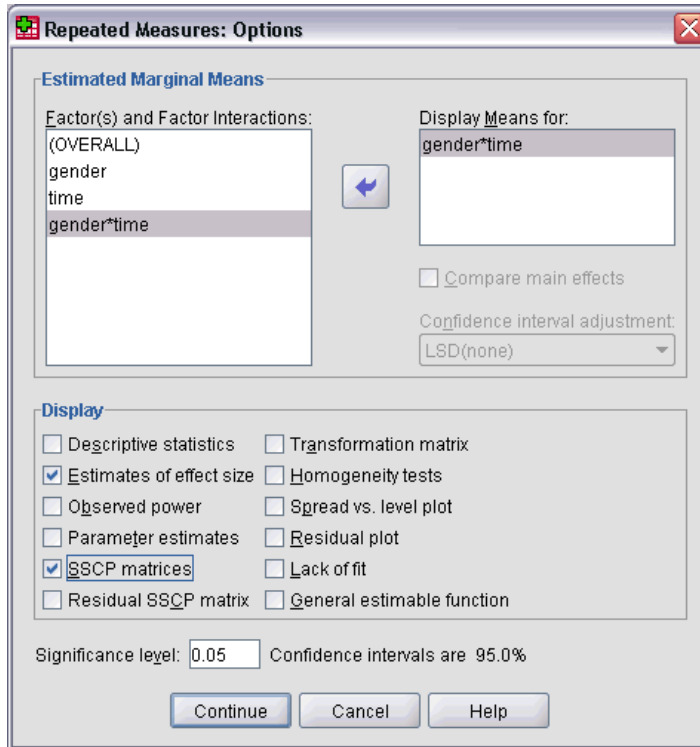 Repeated Measures: Options
Estimated Marginal Means
Factor(s) and Factor Interactions:
(OVERALL)
gender
time
gender*time
Display Means for:
gender*time
Compare main effects
Confidence interval adjustment:
LSD(none)
Display
Descriptive statistics
Estimates of effect size
Observed power
Parameter estimates
SSCP matrices
Residual SSCP matrix
Transformation matrix
Homogeneity tests
Spread vs. level plot
Residual plot
Lack of fit
General estimable function
Significance level: 0.05 Confidence intervals are 95.0%
Continue Cancel Help